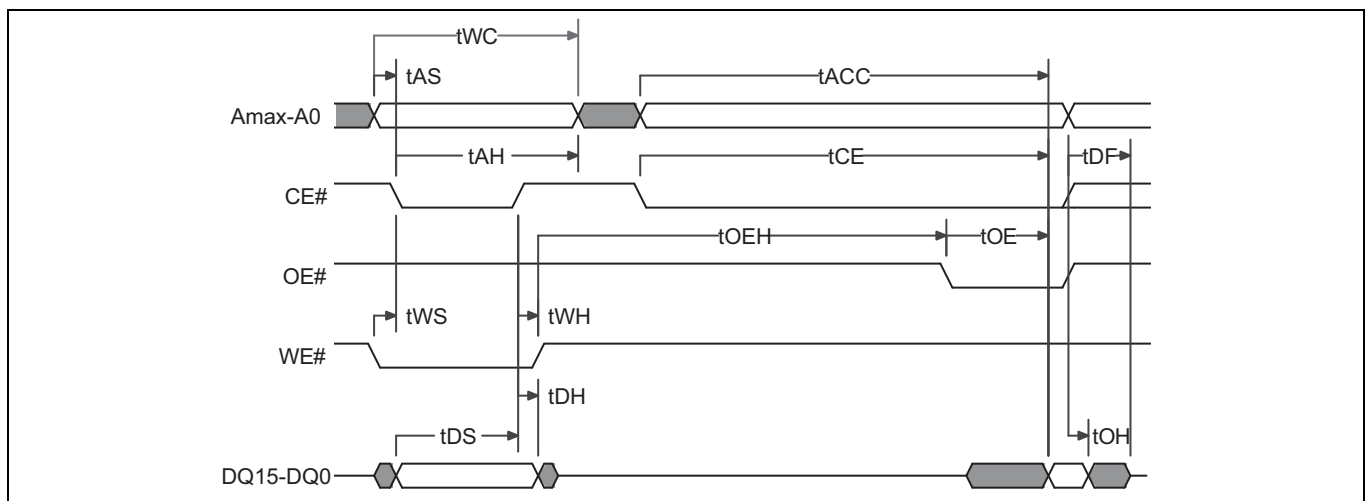 tWC
tAS
tACC
Amax-A0
tAH
tCE
tDF
CE#
tOEH
tOE
OE#
tWS
tWH
WE#
tDH
tDS
tOH
DQ15-DQ0